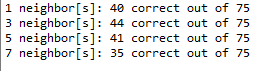 1 neighbor[s]: 40 correct out of 75
3 neighbor[s]: 44 correct out of 75
5 neighbor[s]: 41 correct out of 75
7 neighbor[s]: 35 correct out of 75